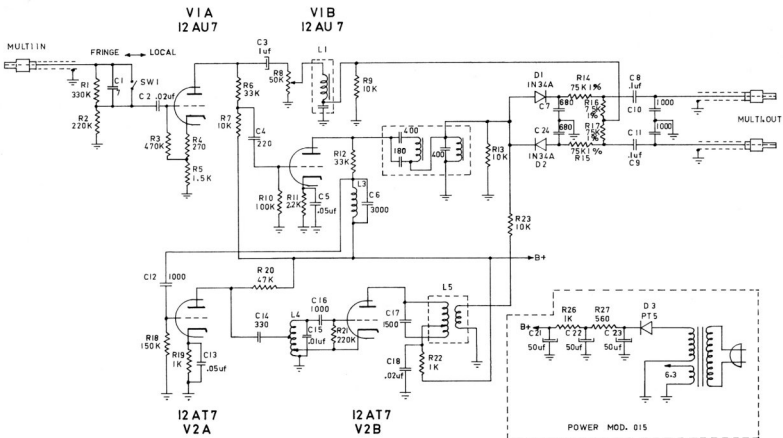 V1A
12AU7
V1B
12AU7
MULTI IN
FRINGE ↔ LOCAL
R1
330K
C1
7
SW1
C2 .02uf
R2
220K
R3
470K
R4
270
R5
1.5K
R6
33K
R7
10K
C3
1uf
R8
50K
L1
R9
10K
C4
220
R10
100K
R11
22K
C5
.05uf
R12
33K
L3
C6
3000
400
180
400
R13
10K
D1
1N34A
C7
680
C24
680
1N34A
D2
R14
75K 1%
R16
75K
1%
R17
75K
1%
75K 1%
R15
C8
.1uf
C10
1000
1000
C11
.1uf
C9
MULTI OUT
R23
10K
B+
C12
1000
R20
47K
R18
150K
R19
1K
C13
.05uf
C14
330
L4
C16
1000
C15
.01uf
R21
220K
C17
1500
L5
C18
.02uf
R22
1K
12AT7
V2A
12AT7
V2B
B+
R26
1K
R27
560
D3
PT5
C21
50uf
C22
50uf
C23
50uf
6.3
POWER MOD. 015